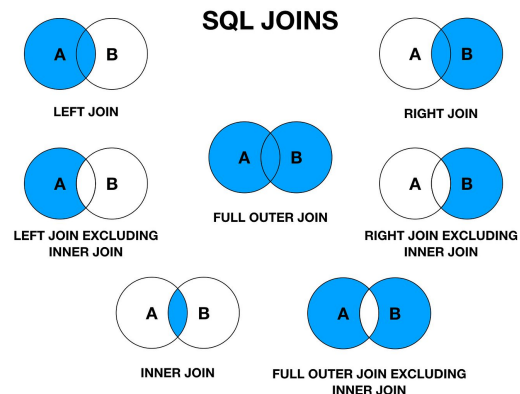 SQL JOINS
A B
LEFT JOIN
A B
RIGHT JOIN
A B
FULL OUTER JOIN
A B
LEFT JOIN EXCLUDING
INNER JOIN
A B
RIGHT JOIN EXCLUDING
INNER JOIN
A B
INNER JOIN
A B
FULL OUTER JOIN EXCLUDING
INNER JOIN